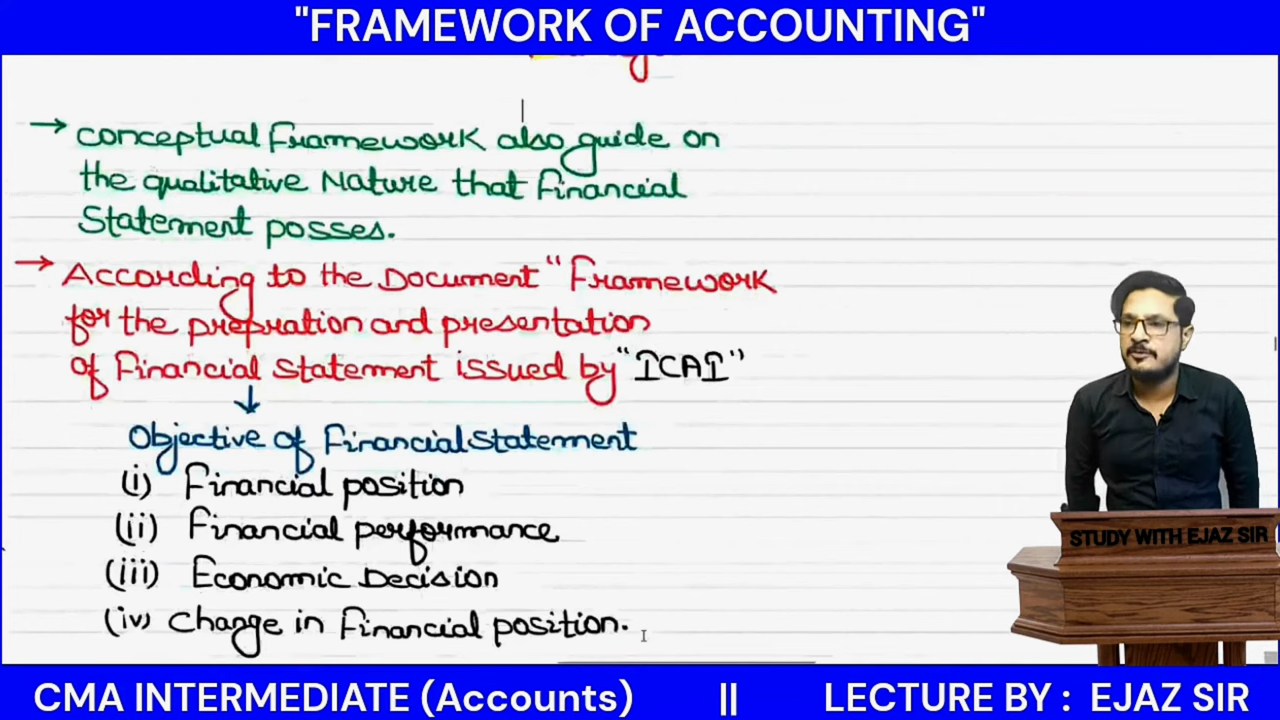 "FRAMEWORK OF ACCOUNTING"
→ conceptual framework also guide on
the qualitative Nature that financial
Statement posses.
→ According to the Document "Framework
for the prepration and presentation
of financial statement issued by "ICAI"
↓
Objective of financial statement
(i) Financial position
(ii) Financial performance
(iii) Economic Decision
(iv) change in financial position.
STUDY WITH EJAZ SIR
CMA INTERMEDIATE (Accounts) || LECTURE BY : EJAZ SIR